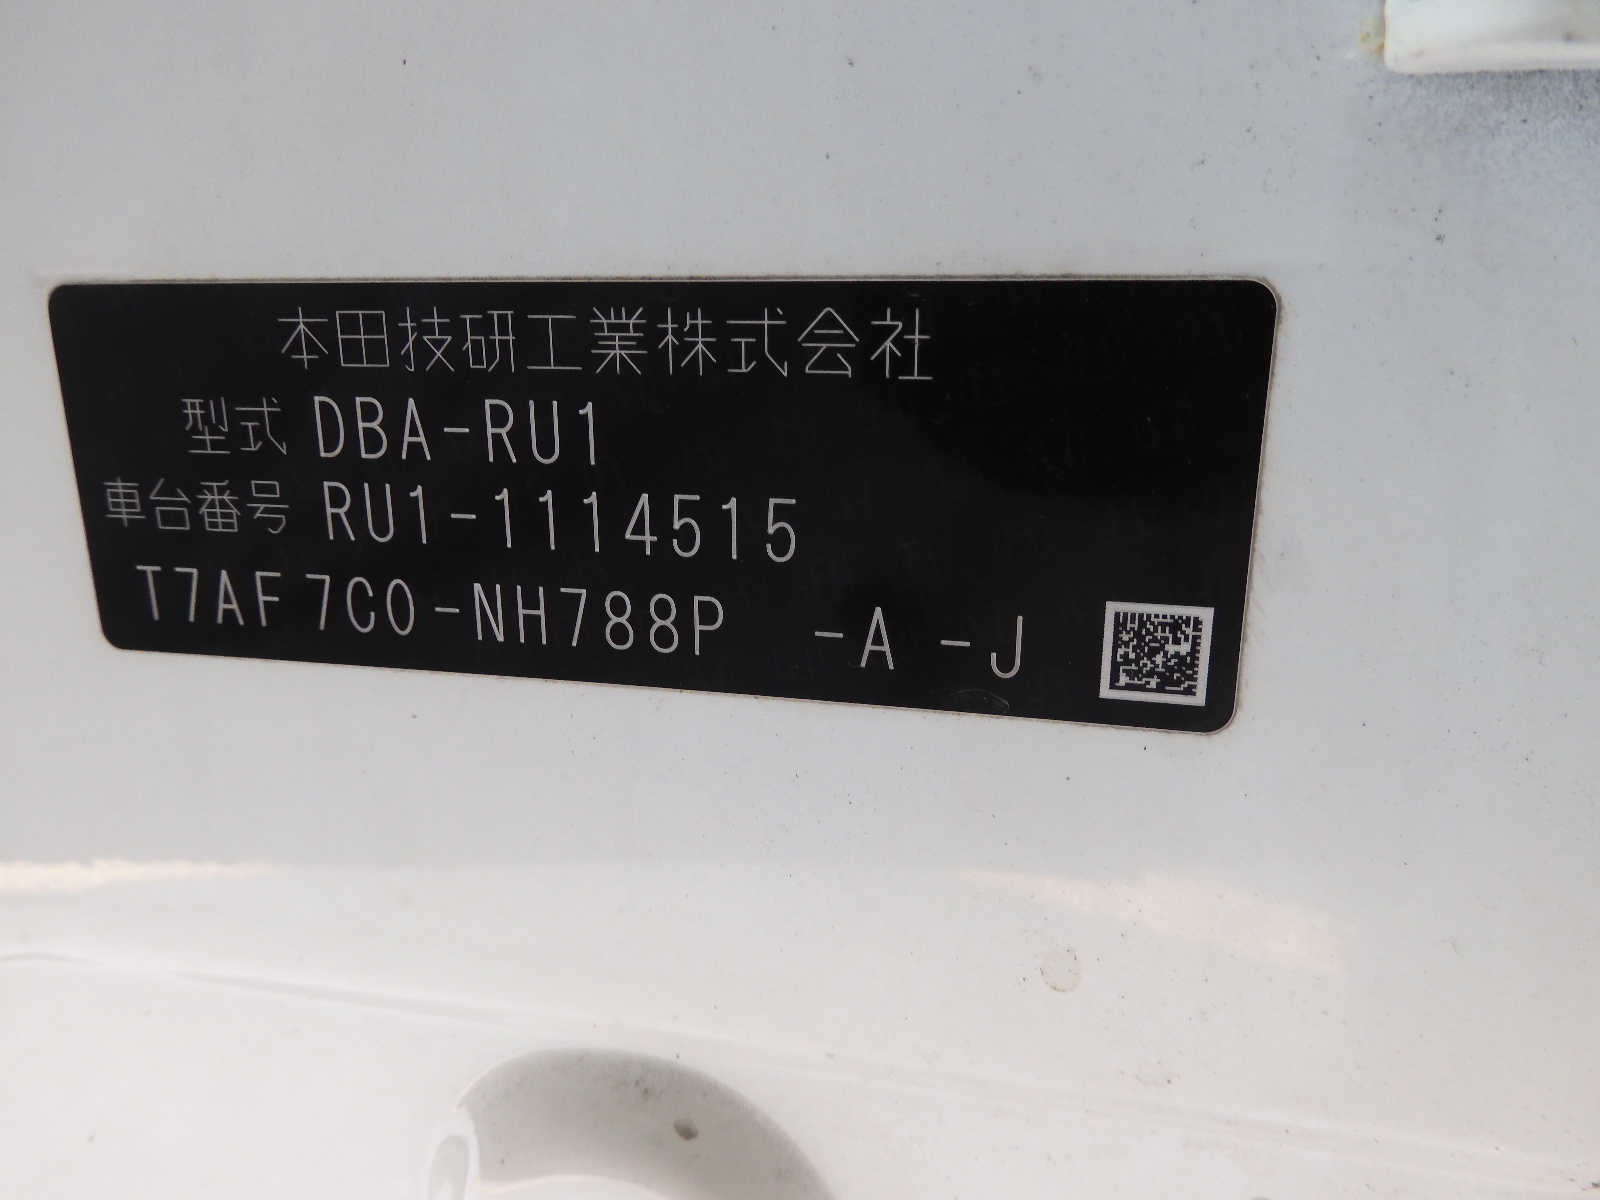 本田技研工業株式会社
型式 DBA-RU1
車台番号 RU1-1114515
T7AF7C0-NH788P -A -J